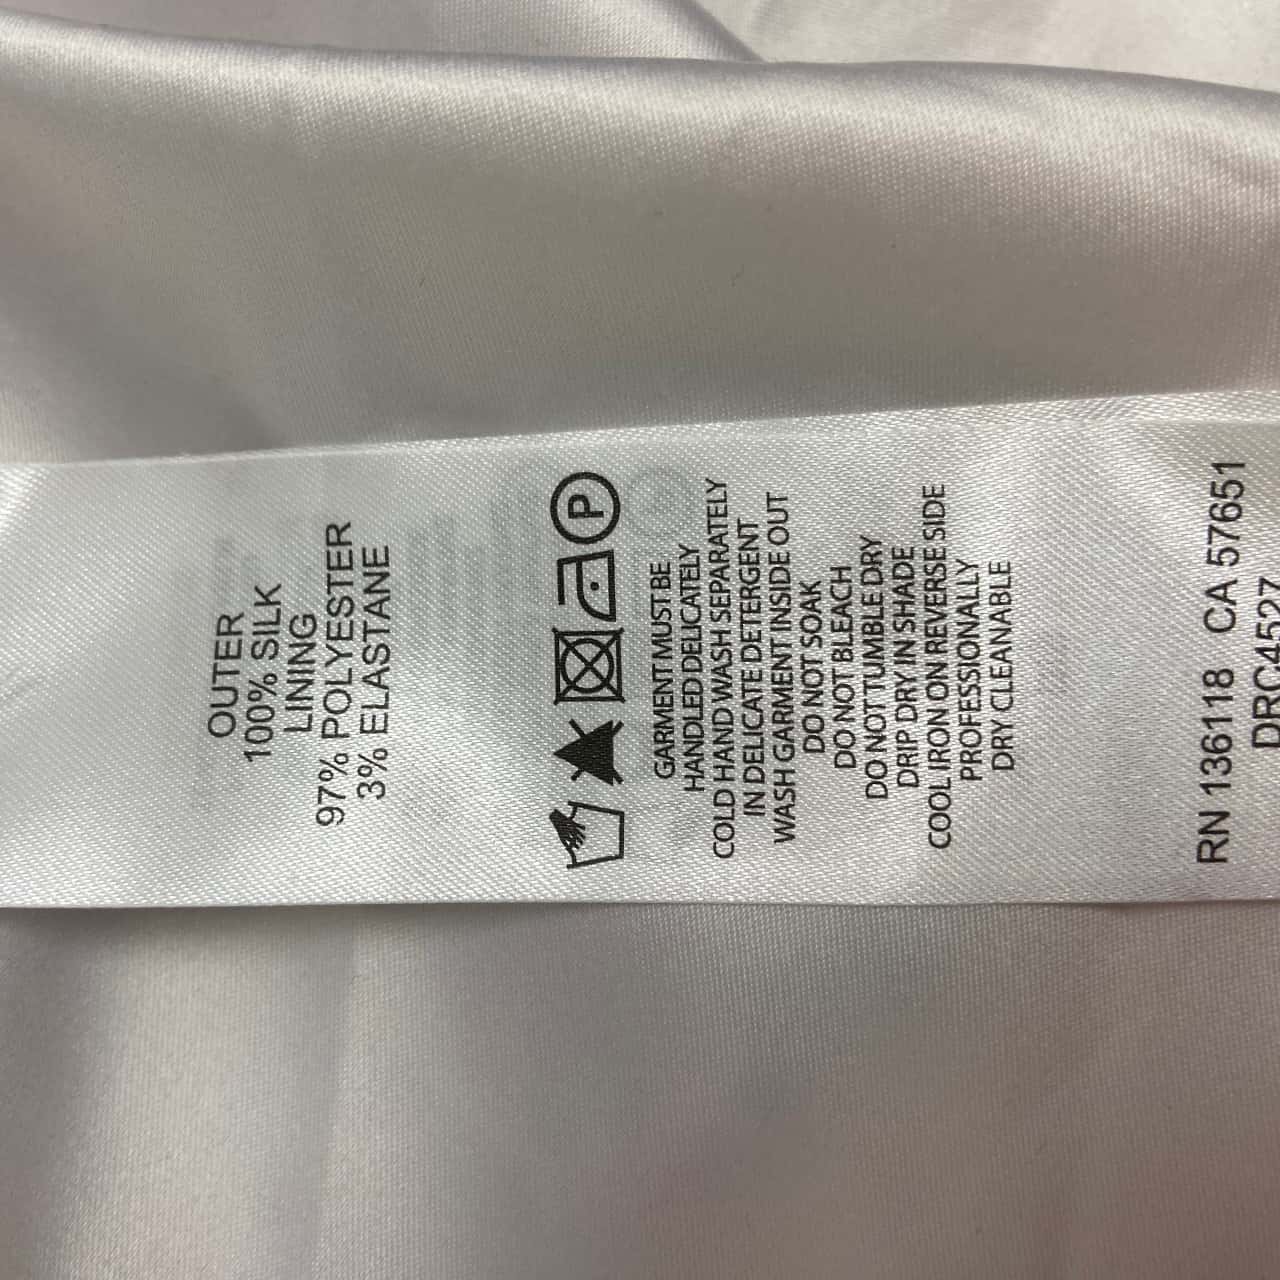 OUTER
100% SILK
LINING
97% POLYESTER
3% ELASTANE
P
GARMENT MUST BE
HANDLED DELICATELY
COLD HAND WASH SEPARATELY
IN DELICATE DETERGENT
WASH GARMENT INSIDE OUT
DO NOT SOAK
DO NOT BLEACH
DO NOT TUMBLE DRY
DRIP DRY IN SHADE
COOL IRON ON REVERSE SIDE
PROFESSIONALLY
DRY CLEANABLE
RN 136118 CA 57651
DRC4527